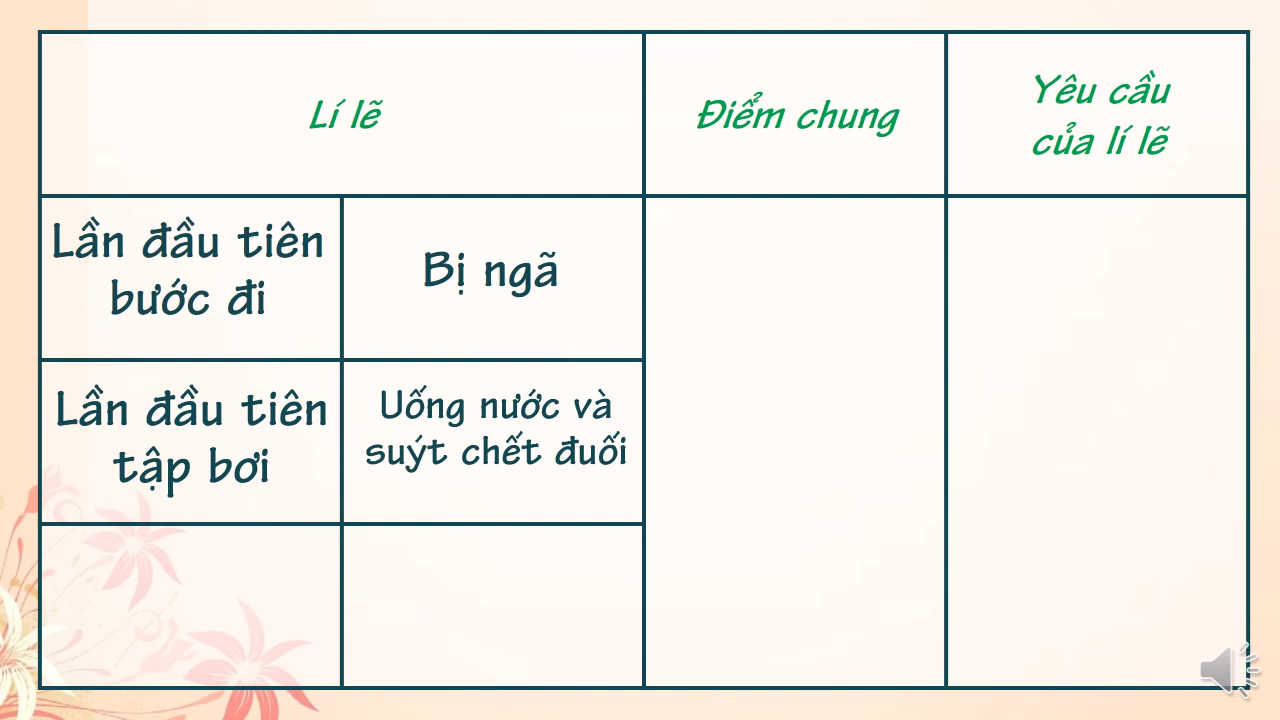 Lí lẽ
Điểm chung
Yêu cầu
của lí lẽ
Lần đầu tiên
bước đi
Bị ngã
Lần đầu tiên
tập bơi
Uống nước và
suýt chết đuối